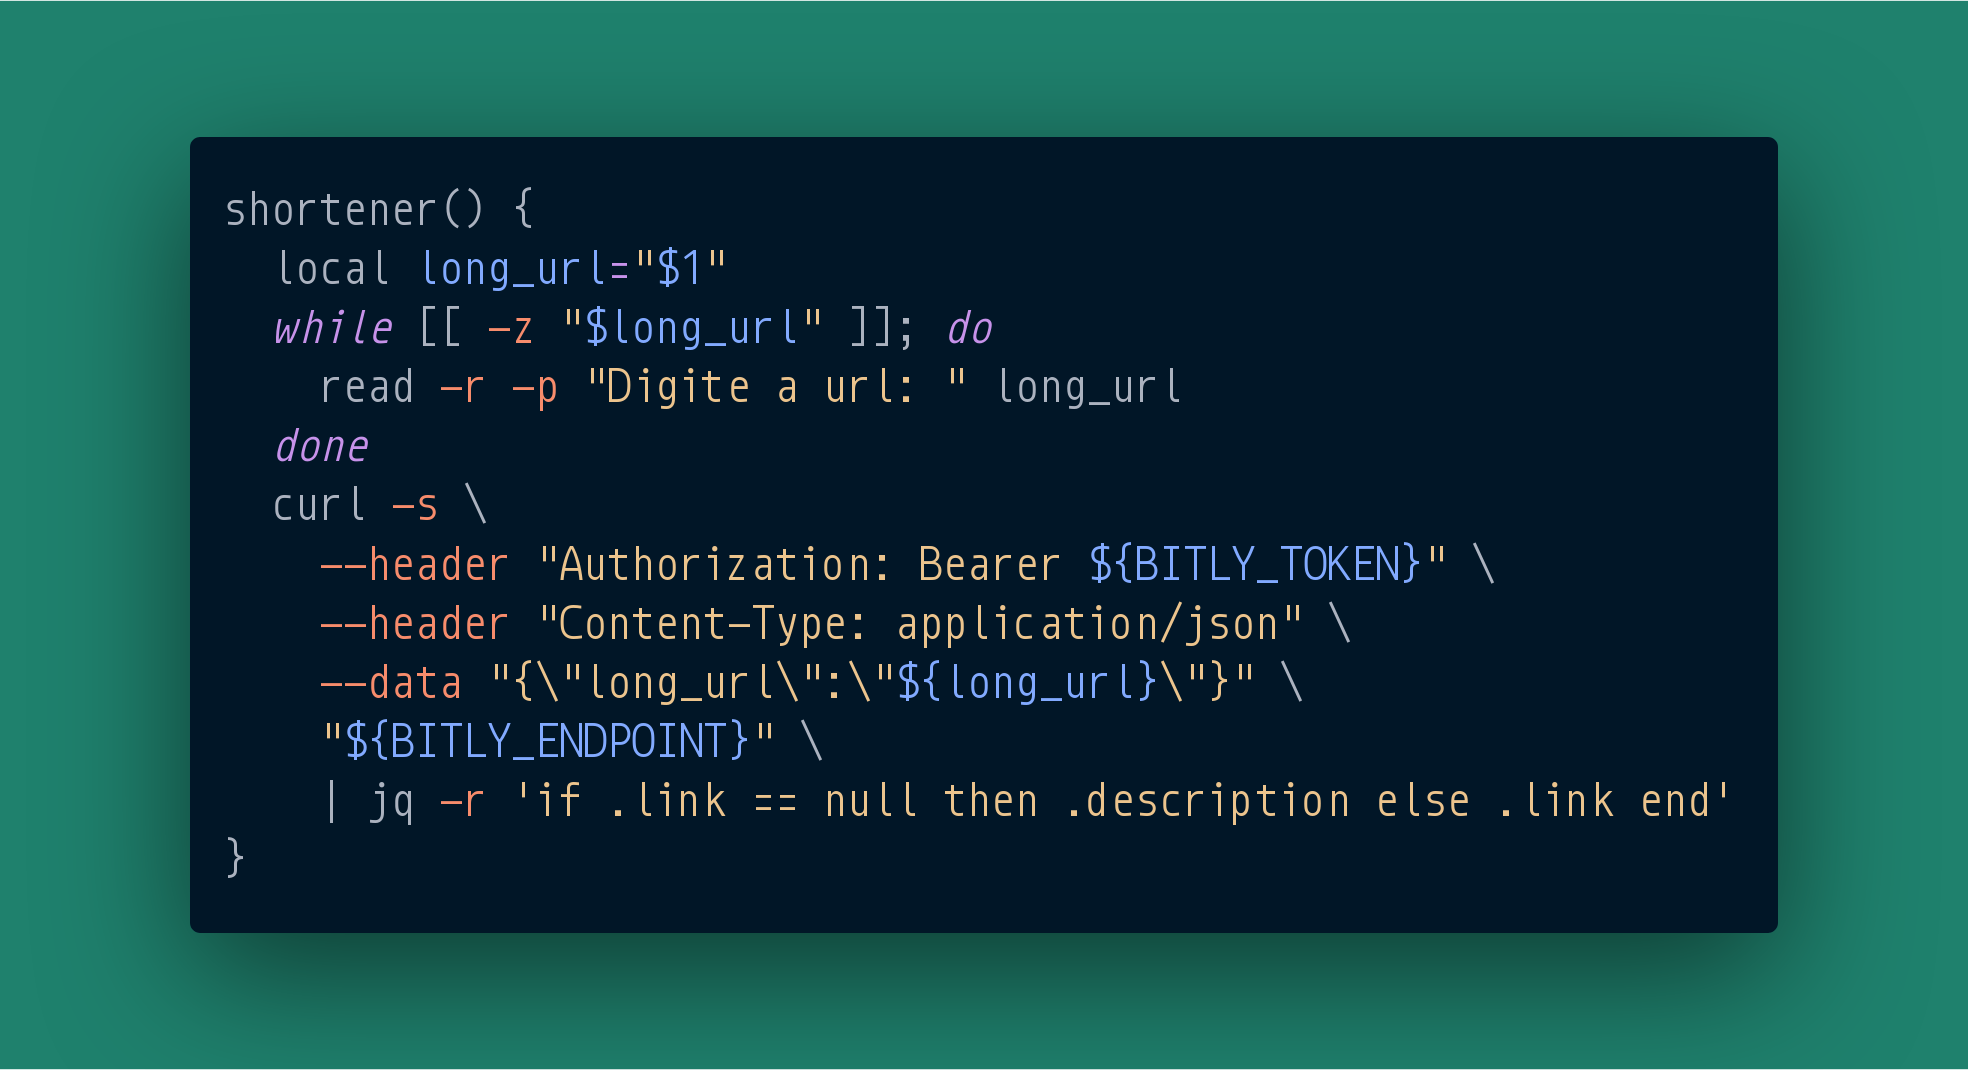 shortener() {
  local long_url="$1"
  while [[ -z "$long_url" ]]; do
    read -r -p "Digite a url: " long_url
  done
  curl -s \
    --header "Authorization: Bearer ${BITLY_TOKEN}" \
    --header "Content-Type: application/json" \
    --data "{\"long_url\":\"${long_url}\"}" \
    "${BITLY_ENDPOINT}" \
    | jq -r 'if .link == null then .description else .link end'
}